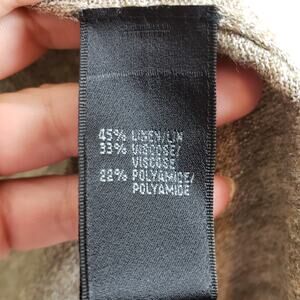 45% LINEN/LIN
33% VISCOSE/
VISCOSE
22% POLYAMIDE/
POLYAMIDE